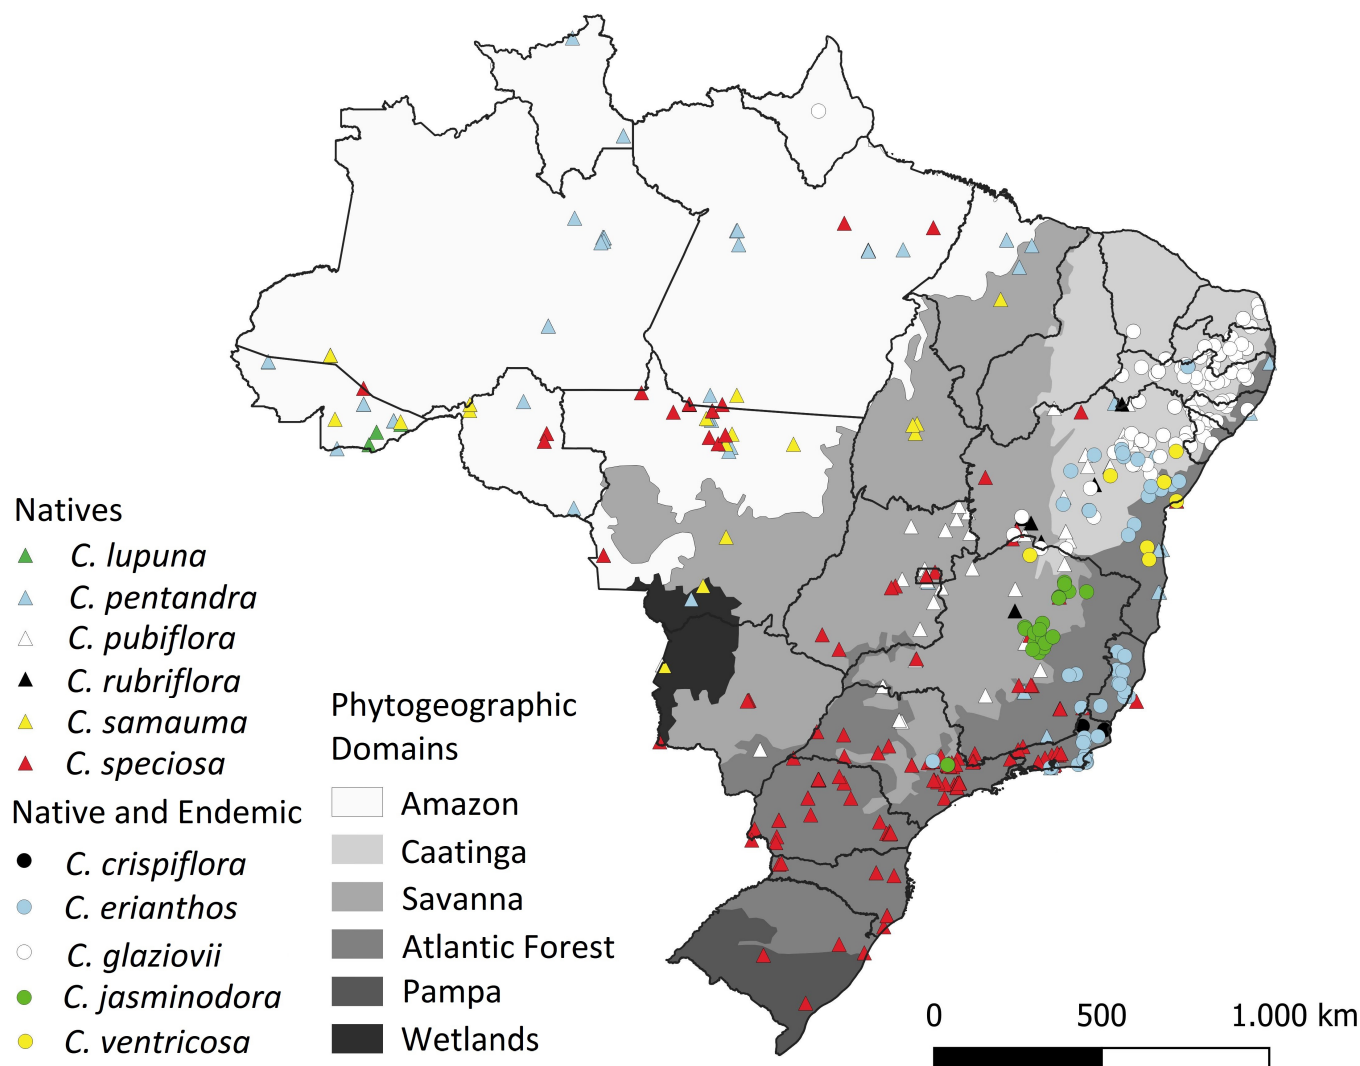 Natives
C. lupuna
C. pentandra
C. pubiflora
C. rubriflora
C. samauma
C. speciosa
Native and Endemic
C. crispiflora
C. erianthos
C. glaziovii
C. jasminodora
C. ventricosa
Phytogeographic
Domains
Amazon
Caatinga
Savanna
Atlantic Forest
Pampa
Wetlands
0 500 1.000 km